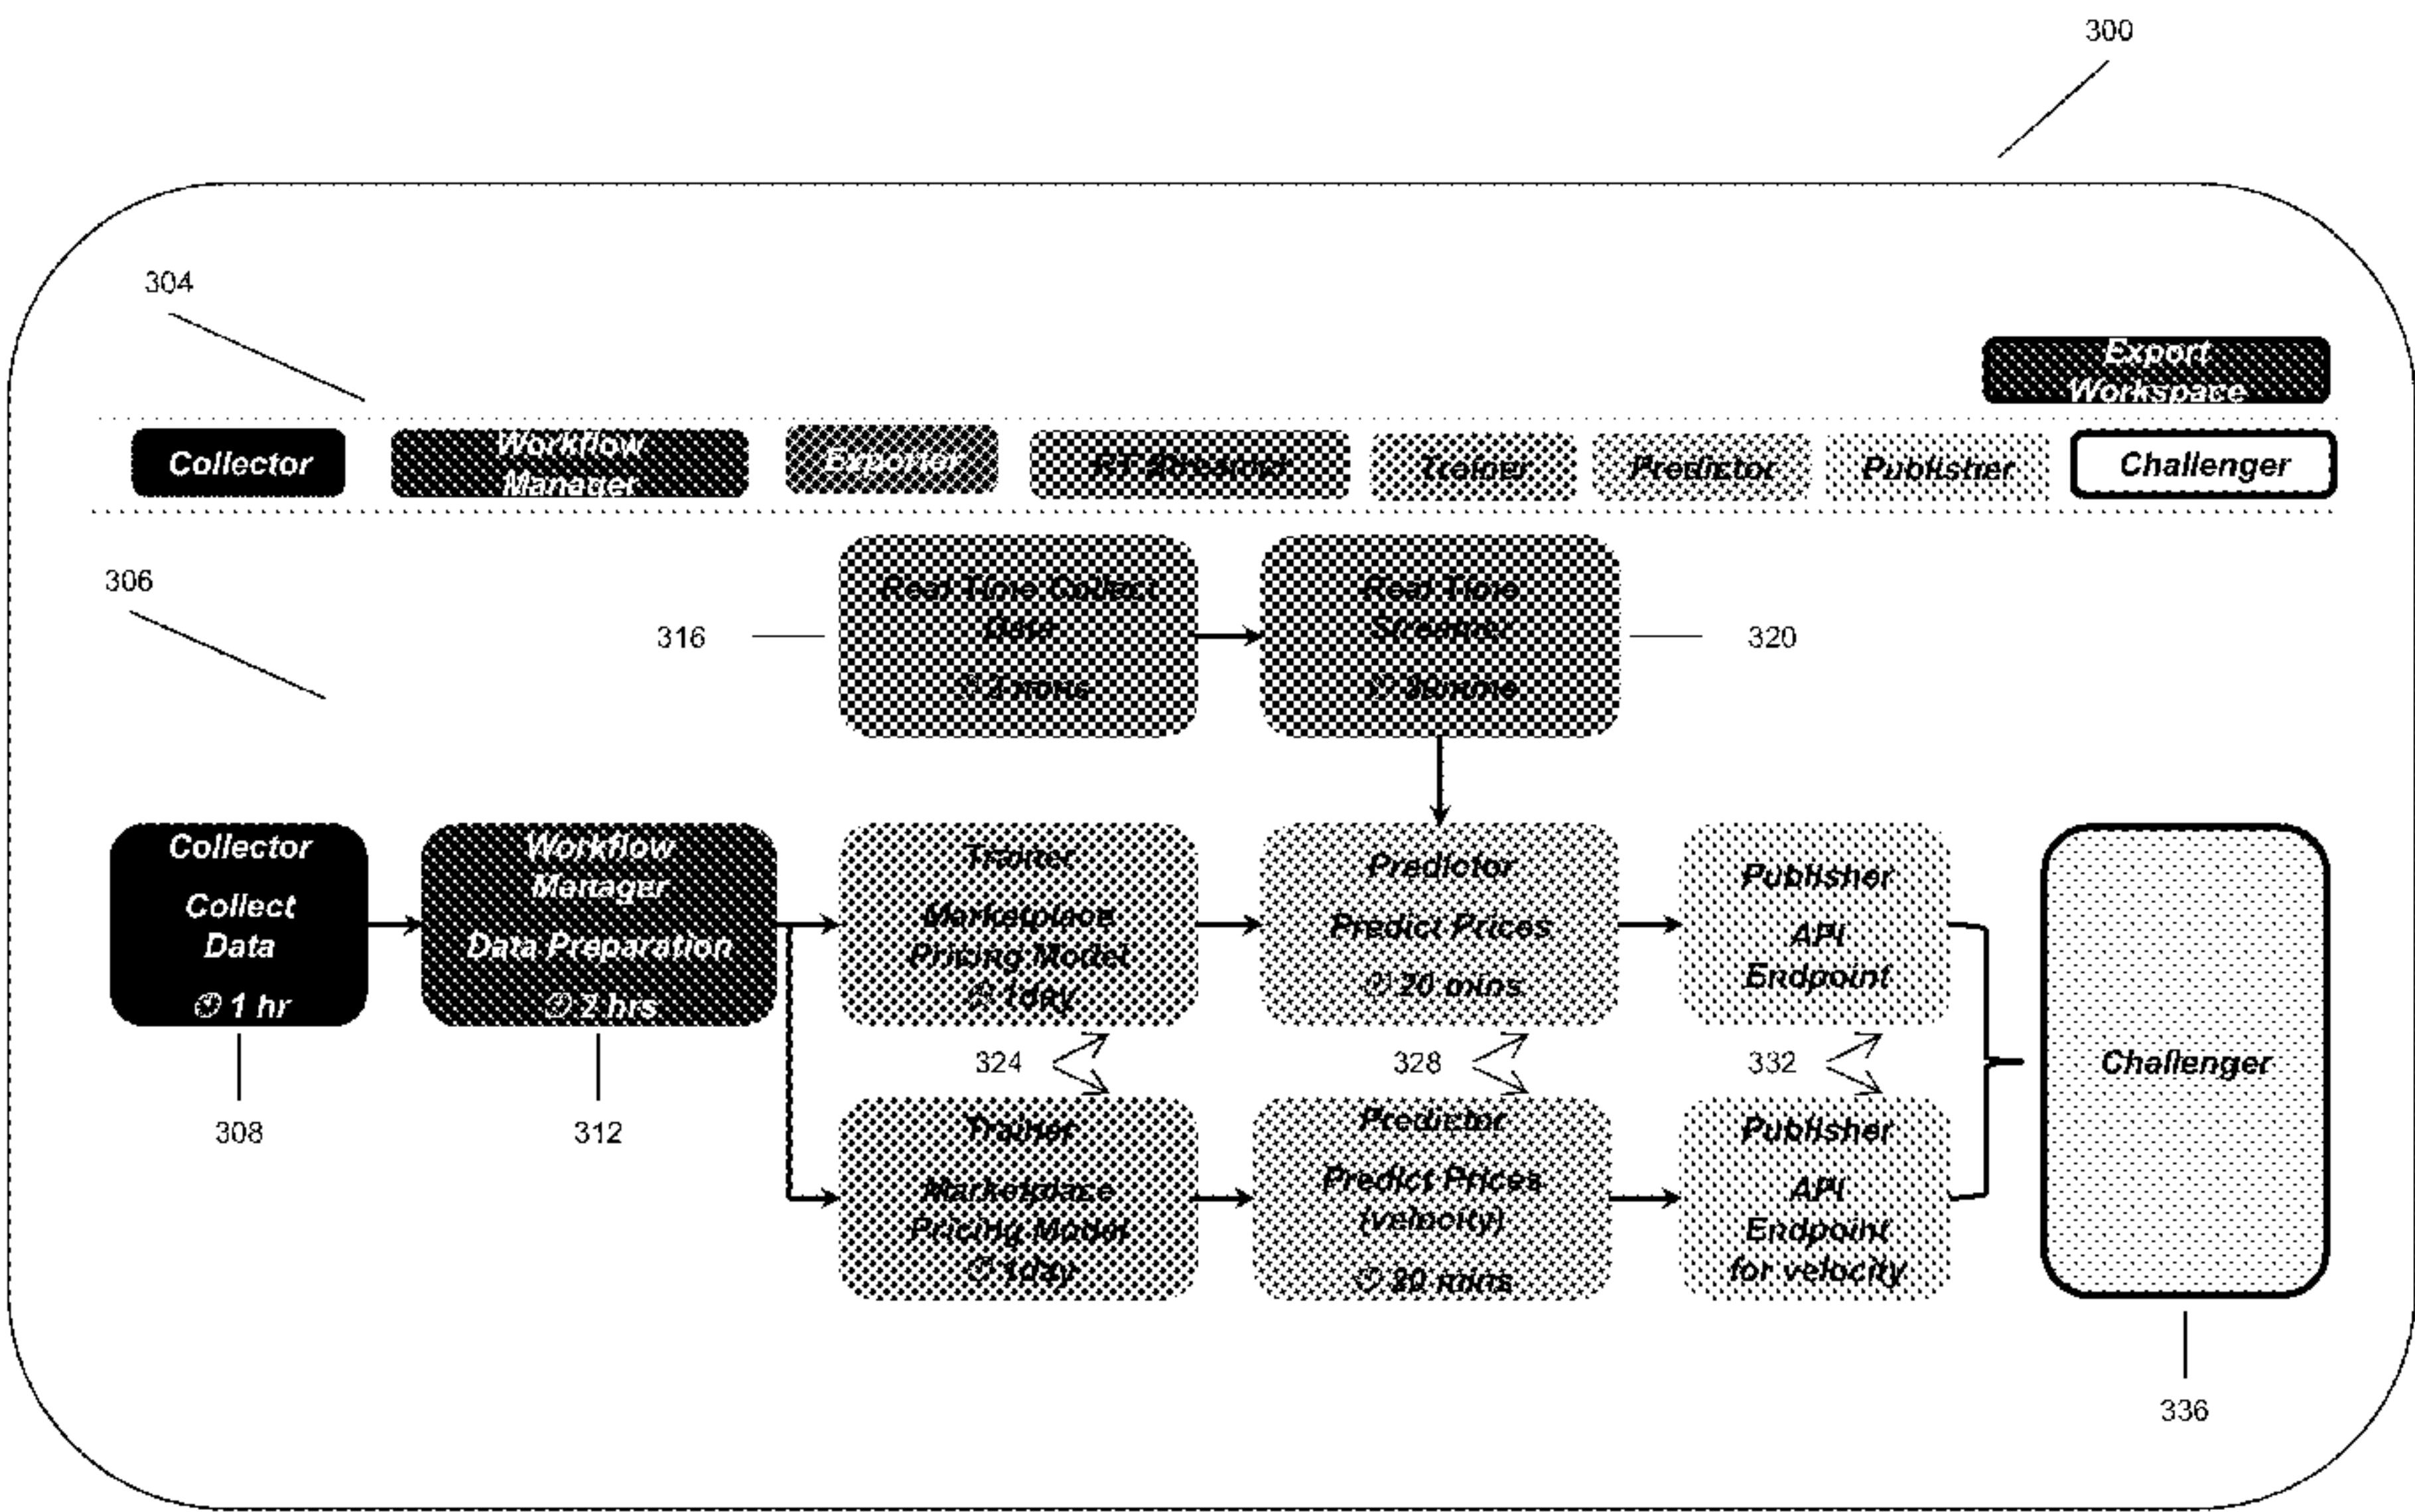 300
304
Export
Workspace
Collector
Workflow
Manager
Exporter
RT Streamer
Trainer
Predictor
Publisher
Challenger
306
316
Real Time Collect
Data
mins
Real Time
Streamer
mins
320
Collector
Collect
Data
1 hr
Workflow
Manager
Data Preparation
2 hrs
Trainer
Marketplace
Pricing Model
1day
Predictor
Predict Prices
20 mins
Publisher
API
Endpoint
Challenger
324
328
332
308
312
Trainer
Marketplace
Pricing Model
1day
Predictor
Predict Prices
(velocity)
20 mins
Publisher
API
Endpoint
for velocity
336